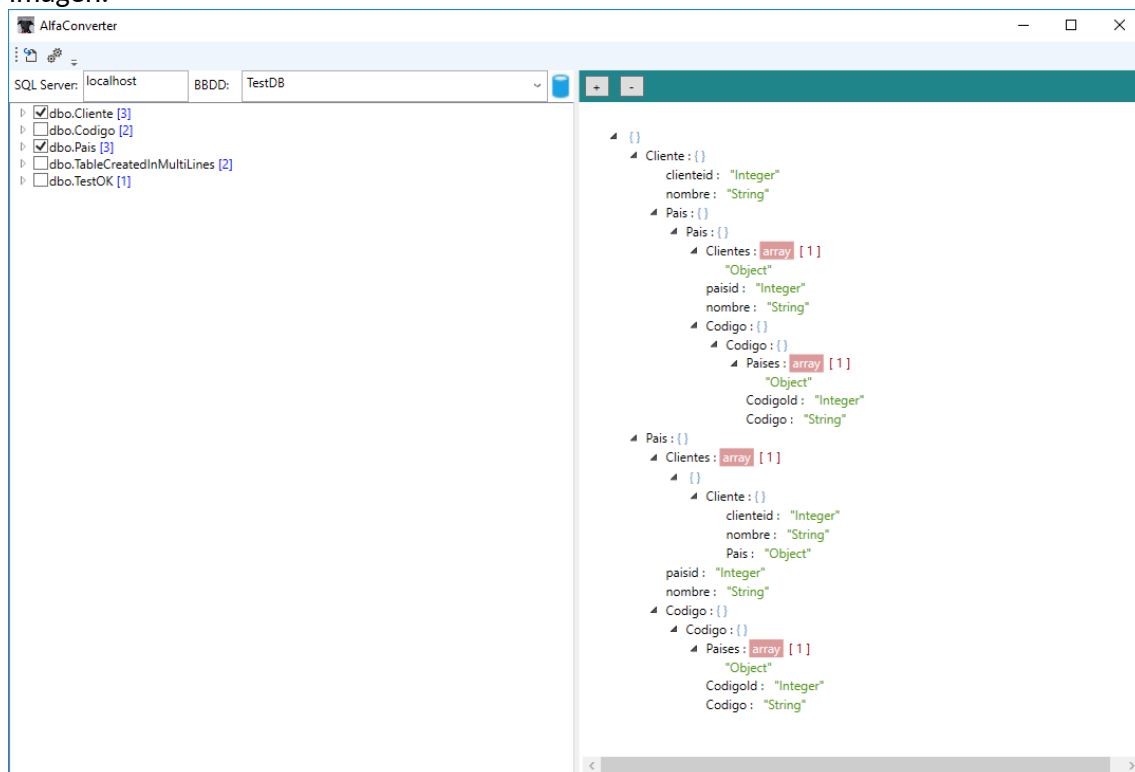 imagen.
AlfaConverter
SQL Server: localhost BBDD: TestDB
+ -
dbo.Cliente [3]
dbo.Codigo [2]
dbo.Pais [3]
dbo.TableCreatedInMultiLines [2]
dbo.TestOK [1]
{}
Cliente : {}
clienteid : "Integer"
nombre : "String"
Pais : {}
Pais : {}
Clientes : array [ 1 ]
"Object"
paisid : "Integer"
nombre : "String"
Codigo : {}
Codigo : {}
Paises : array [ 1 ]
"Object"
CodigoId : "Integer"
Codigo : "String"
Pais : {}
Clientes : array [ 1 ]
{}
Cliente : {}
clienteid : "Integer"
nombre : "String"
Pais : "Object"
paisid : "Integer"
nombre : "String"
Codigo : {}
Codigo : {}
Paises : array [ 1 ]
"Object"
CodigoId : "Integer"
Codigo : "String"